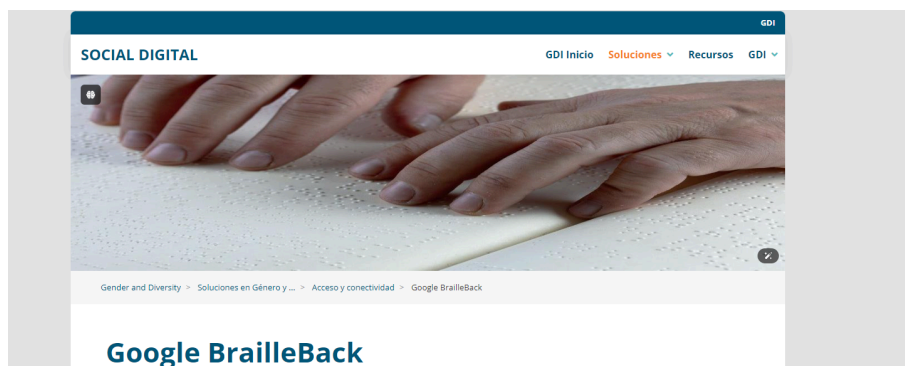 GDI
SOCIAL DIGITAL
GDI Inicio Soluciones Recursos GDI
Gender and Diversity > Soluciones en Género y ... > Acceso y conectividad > Google BrailleBack
Google BrailleBack